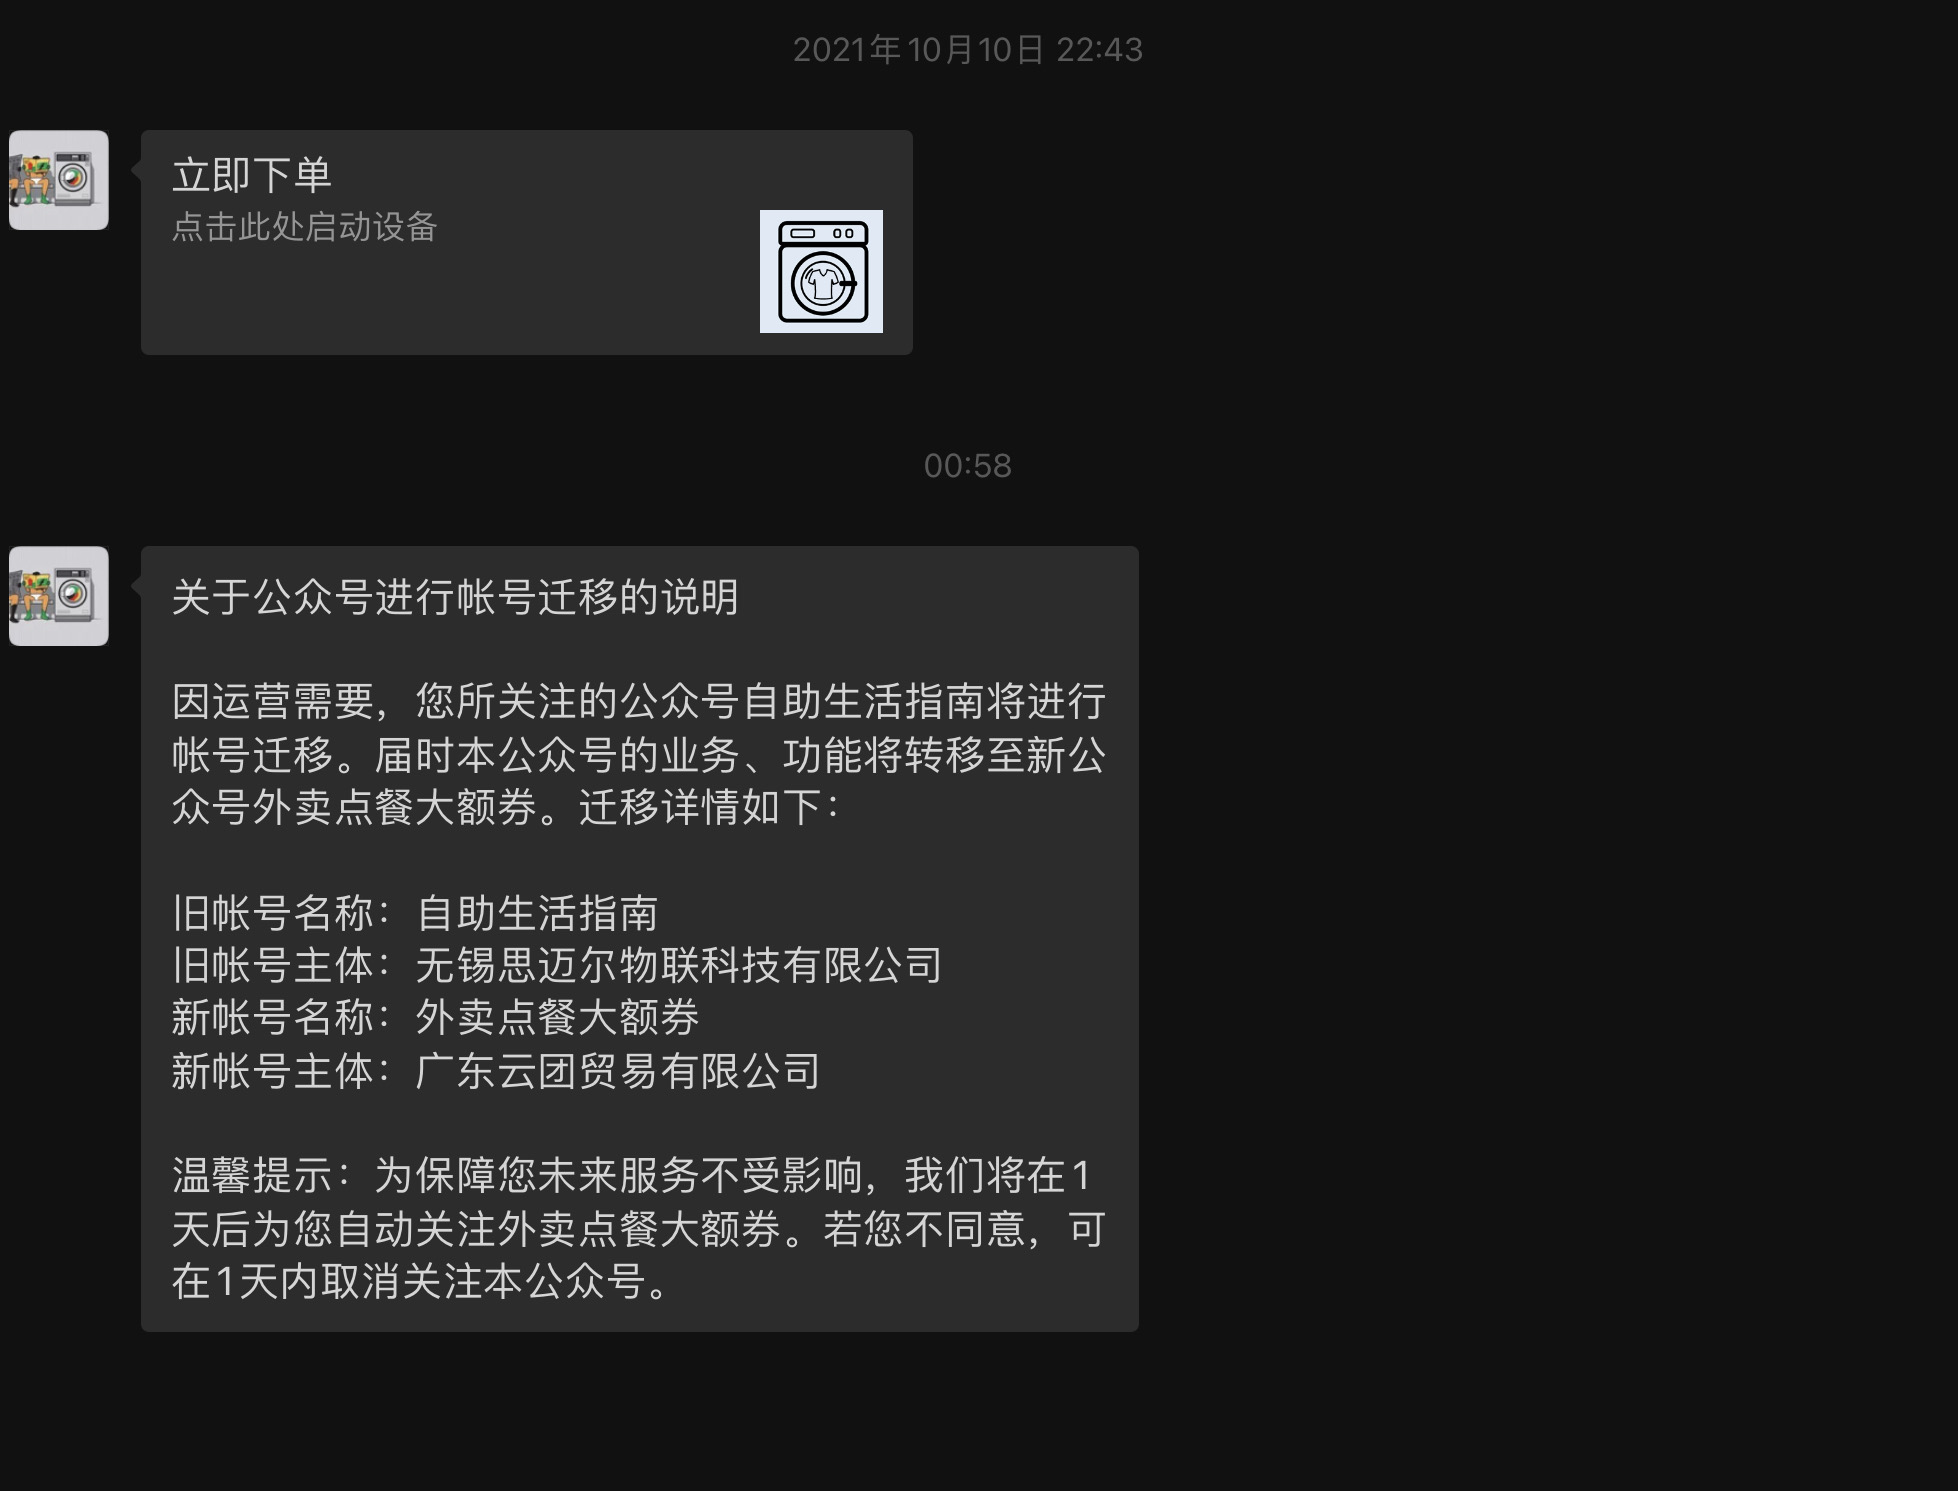 2021年10月10日 22:43
立即下单
点击此处启动设备
00:58
关于公众号进行帐号迁移的说明
因运营需要，您所关注的公众号自助生活指南将进行
帐号迁移。届时本公众号的业务、功能将转移至新公
众号外卖点餐大额券。迁移详情如下：
旧帐号名称：自助生活指南
旧帐号主体：无锡思迈尔物联科技有限公司
新帐号名称：外卖点餐大额券
新帐号主体：广东云团贸易有限公司
温馨提示：为保障您未来服务不受影响，我们将在1
天后为您自动关注外卖点餐大额券。若您不同意，可
在1天内取消关注本公众号。